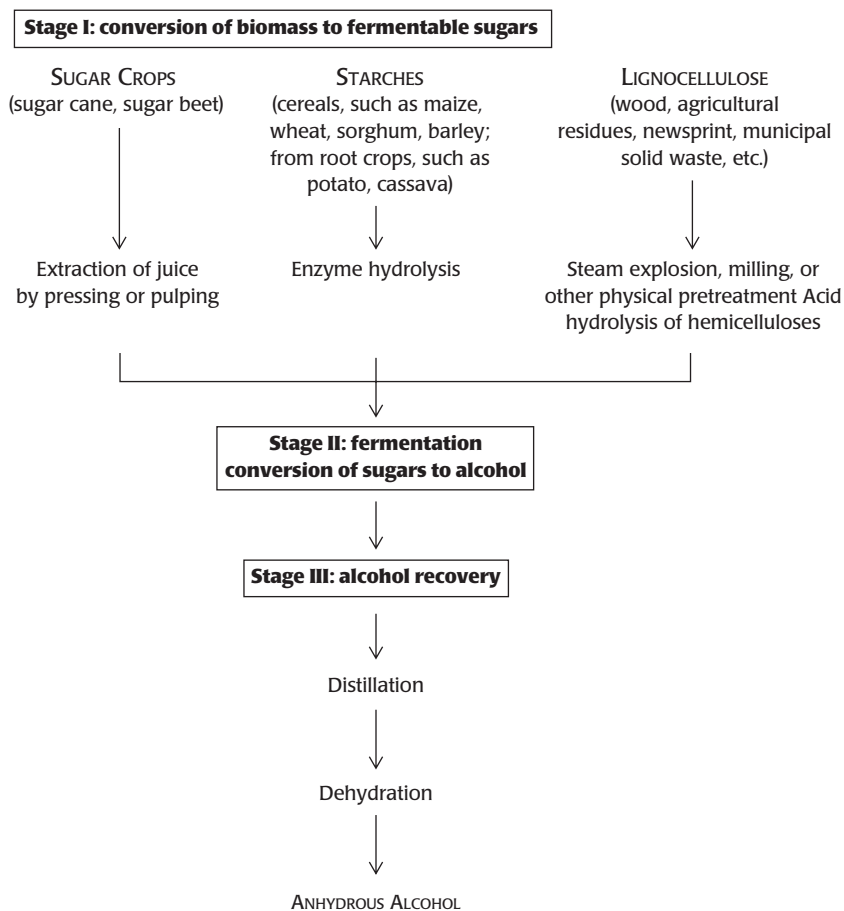 Stage I: conversion of biomass to fermentable sugars
SUGAR CROPS
(sugar cane, sugar beet)
STARCHES
(cereals, such as maize,
wheat, sorghum, barley;
from root crops, such as
potato, cassava)
LIGNOCELLULOSE
(wood, agricultural
residues, newsprint, municipal
solid waste, etc.)
Extraction of juice
by pressing or pulping
Enzyme hydrolysis
Steam explosion, milling, or
other physical pretreatment Acid
hydrolysis of hemicelluloses
Stage II: fermentation
conversion of sugars to alcohol
Stage III: alcohol recovery
Distillation
Dehydration
ANHYDROUS ALCOHOL